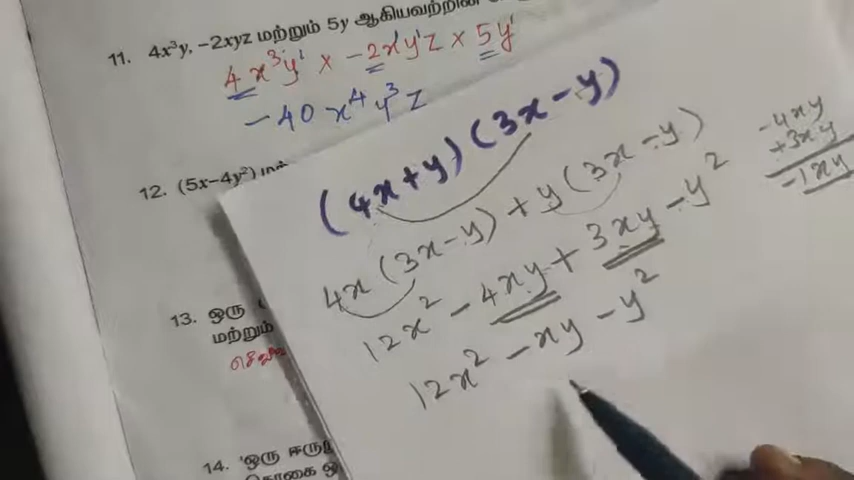 11. 4x³y, −2xyz மற்றும் 5y ஆகியவற்றின்
4x³y¹ × −2x¹y¹z × 5y¹
−40x⁴y³z
12. (5x−4y²)
(4x+y)(3x−y)
4x(3x−y)+y(3x−y)
12x²−4xy+3xy−y²
12x²−xy−y²
−4xy
+3xy
−1xy
13. ஒரு
மற்றும்
14.